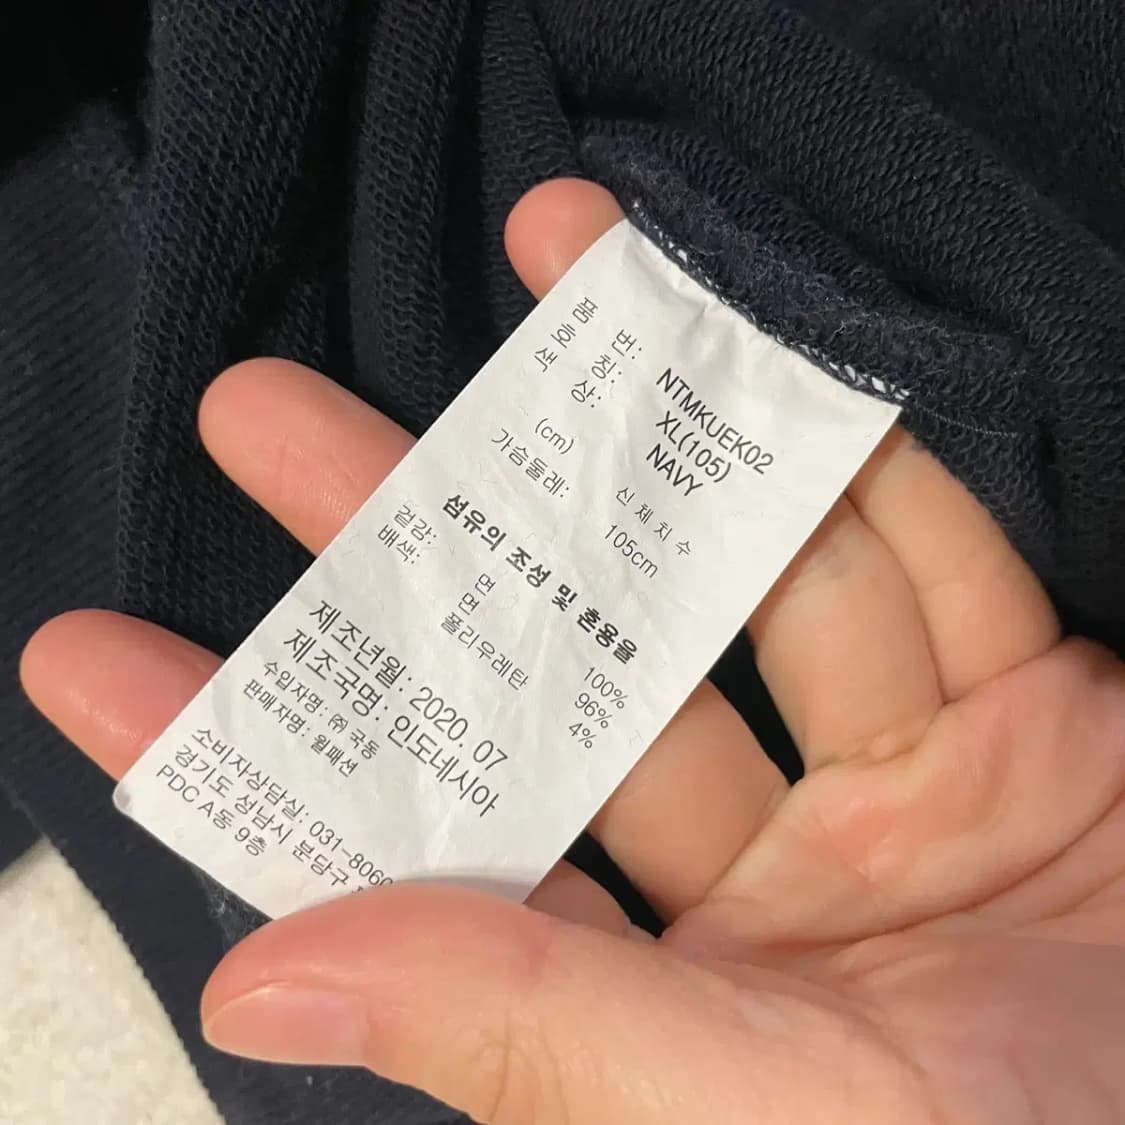 품 번: NTMKUEK02
호 칭: XL(105)
색 상: NAVY
(cm) 신체치수
가슴둘레: 105cm
섬유의 조성 및 혼용율
겉감: 면 100%
배색: 면 96%
폴리우레탄 4%
제조년월: 2020. 07
제조국명: 인도네시아
수입자명: ㈜ 국동
판매자명: 월패션
소비자상담실: 031-8060
경기도 성남시 분당구
PDC A동 9층